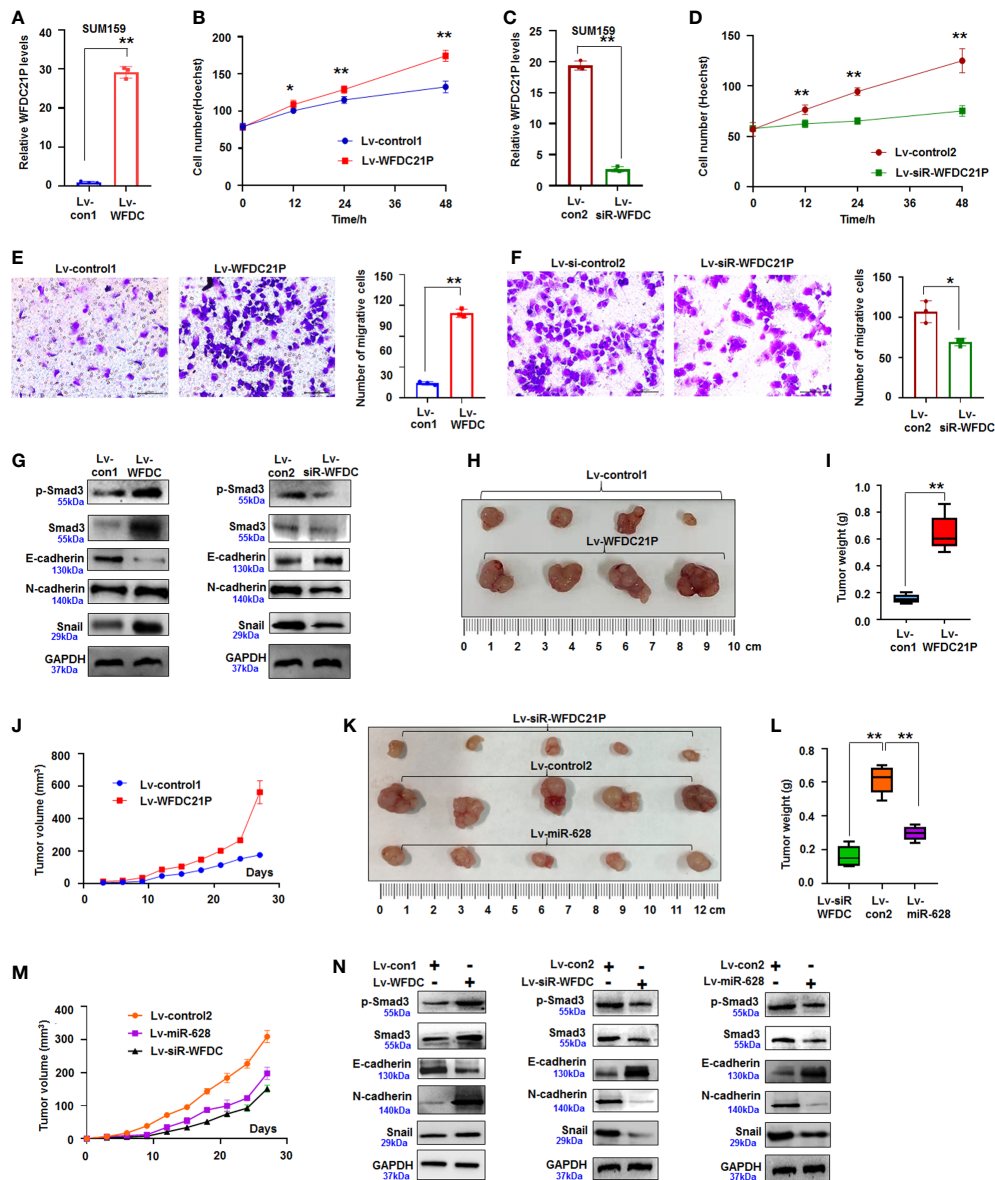 A
SUM159
**
Relative WFDC21P levels
40
30
20
10
0
Lv-
con1
Lv-
WFDC
B
Cell number(Hoechst)
200
150
100
50
0
*
**
**
Lv-control1
Lv-WFDC21P
0 12 24 36 48
Time/h
C
SUM159
**
Relative WFDC21P levels
25
20
15
10
5
0
Lv-
con2
Lv-
siR-WFDC
D
Cell number (Hoechst)
150
100
50
0
**
**
**
Lv-control2
Lv-siR-WFDC21P
0 12 24 36 48
Time/h
E
Lv-control1
Lv-WFDC21P
Number of migrative cells
150
120
90
60
30
0
**
Lv-
con1
Lv-
WFDC
F
Lv-si-control2
Lv-siR-WFDC21P
Number of migrative cells
150
100
50
0
*
Lv-
con2
Lv-
siR-WFDC
G
Lv-
con1
Lv-
WFDC
p-Smad3
55kDa
Smad3
55kDa
E-cadherin
130kDa
N-cadherin
140kDa
Snail
29kDa
GAPDH
37kDa
Lv-
con2
Lv-
siR-WFDC
p-Smad3
55kDa
Smad3
55kDa
E-cadherin
130kDa
N-cadherin
140kDa
Snail
29kDa
GAPDH
37kDa
H
Lv-control1
Lv-WFDC21P
0 1 2 3 4 5 6 7 8 9 10 cm
I
Tumor weight (g)
1.0
0.8
0.6
0.4
0.2
0.0
**
Lv-
con1
Lv-
WFDC21P
J
Tumor volume (mm³)
800
600
400
200
0
Lv-control1
Lv-WFDC21P
Days
0 10 20 30
K
Lv-siR-WFDC21P
Lv-control2
Lv-miR-628
0 1 2 3 4 5 6 7 8 9 10 11 12 cm
L
Tumor weight (g)
0.8
0.6
0.4
0.2
0.0
** **
Lv-siR
WFDC
Lv-
con2
Lv-
miR-628
M
Tumor volume (mm³)
400
300
200
100
0
Lv-control2
Lv-miR-628
Lv-siR-WFDC
Days
0 10 20 30
N
Lv-con1 + -
Lv-WFDC - +
p-Smad3
55kDa
Smad3
55kDa
E-cadherin
130kDa
N-cadherin
140kDa
Snail
29kDa
GAPDH
37kDa
Lv-con2 + -
Lv-siR-WFDC - +
p-Smad3
55kDa
Smad3
55kDa
E-cadherin
130kDa
N-cadherin
140kDa
Snail
29kDa
GAPDH
37kDa
Lv-con2 + -
Lv-miR-628 - +
p-Smad3
55kDa
Smad3
55kDa
E-cadherin
130kDa
N-cadherin
140kDa
Snail
29kDa
GAPDH
37kDa